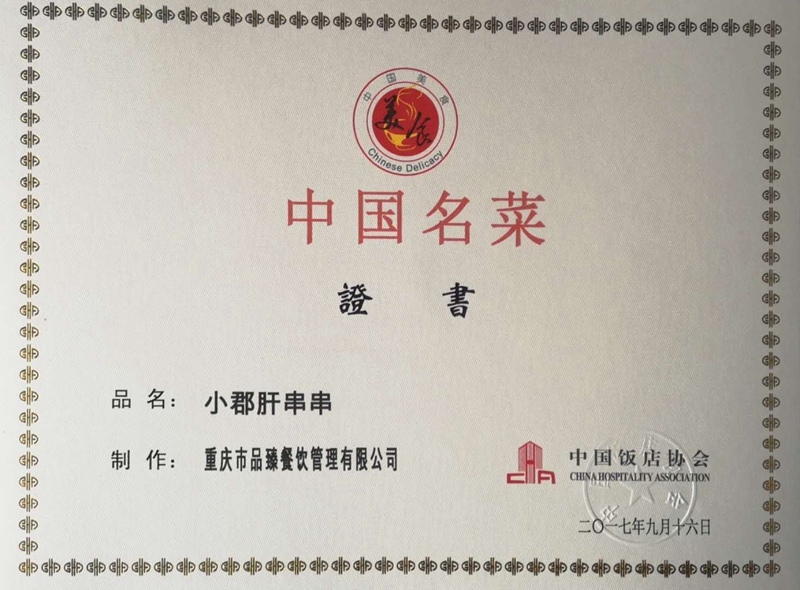 中国美食
美食
Chinese Delicacy
中国名菜
證書
品名：小郡肝串串
制作：重庆市品臻餐饮管理有限公司
CHA
中国饭店协会
CHINA HOSPITALITY ASSOCIATION
二〇一七年九月十六日